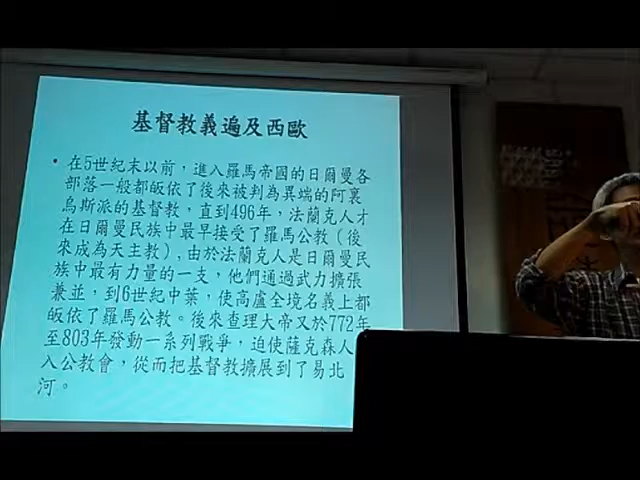 基督教義遍及西歐
• 在5世紀末以前，進入羅馬帝國的日爾曼各
部落一般都皈依了後來被判為異端的阿裏
烏斯派的基督教，直到496年，法蘭克人才
在日爾曼民族中最早接受了羅馬公教（後
來成為天主教），由於法蘭克人是日爾曼民
族中最有力量的一支，他們通過武力擴張
兼並，到6世紀中葉，使高盧全境名義上都
皈依了羅馬公教。後來查理大帝又於772年
至803年發動一系列戰爭，迫使薩克森人
入公教會，從而把基督教擴展到了易北
河。